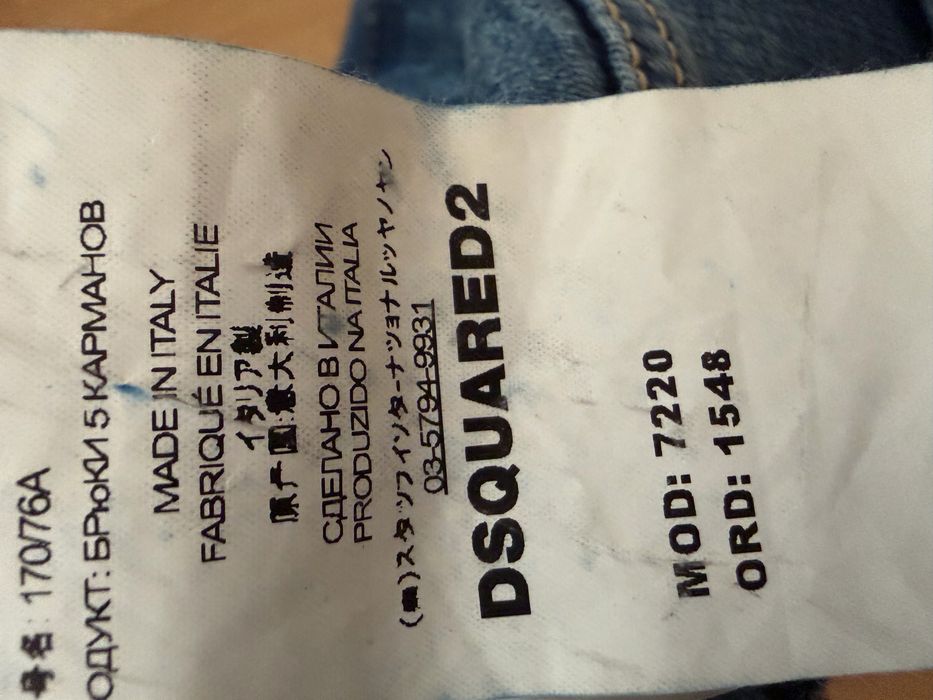 号名: 170/76A
ОДУКТ: БРЮКИ 5 КАРМАНОВ
MADE IN ITALY
FABRIQUÉ EN ITALIE
イタリア製
原产国:意大利制造
СДЕЛАНО В ИТАЛИИ
PRODUZIDO NA ITALIA
(株)スタッフインターナショナルジャパン
03-5794-9931
DSQUARED2
MOD: 7220
ORD: 1548